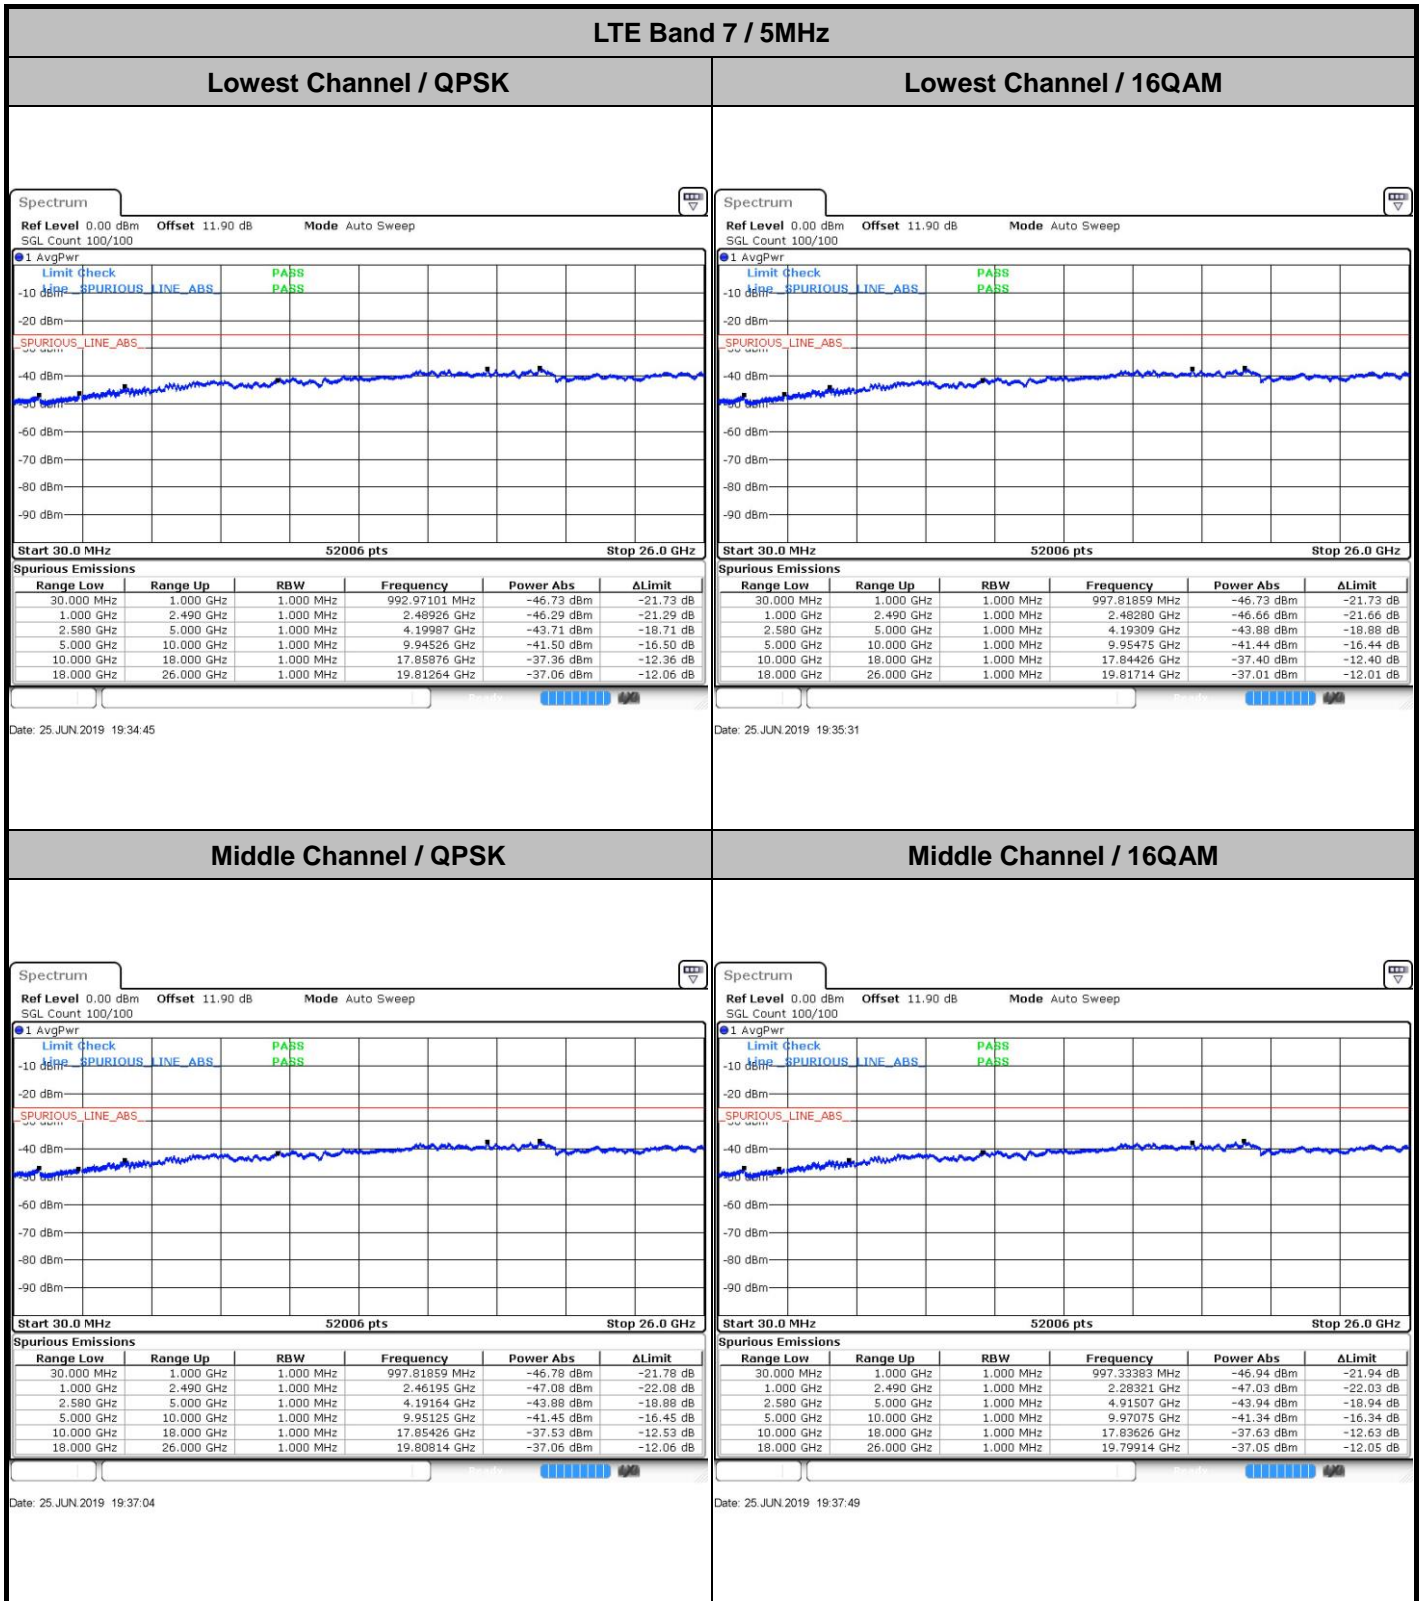 LTE Band 7 / 5MHz
Lowest Channel / QPSK
Lowest Channel / 16QAM
Spectrum
Ref Level 0.00 dBm Offset 11.90 dB Mode Auto Sweep
SGL Count 100/100
1 AvgPwr
Limit Check PASS
Line _SPURIOUS_LINE_ABS_ PASS
-10 dBm
-20 dBm
_SPURIOUS_LINE_ABS_
-30 dBm
-40 dBm
-50 dBm
-60 dBm
-70 dBm
-80 dBm
-90 dBm
Start 30.0 MHz 52006 pts Stop 26.0 GHz
Spurious Emissions
Range Low Range Up RBW Frequency Power Abs ΔLimit
30.000 MHz 1.000 GHz 1.000 MHz 992.97101 MHz -46.73 dBm -21.73 dB
1.000 GHz 2.490 GHz 1.000 MHz 2.48926 GHz -46.29 dBm -21.29 dB
2.580 GHz 5.000 GHz 1.000 MHz 4.19987 GHz -43.71 dBm -18.71 dB
5.000 GHz 10.000 GHz 1.000 MHz 9.94526 GHz -41.50 dBm -16.50 dB
10.000 GHz 18.000 GHz 1.000 MHz 17.85876 GHz -37.36 dBm -12.36 dB
18.000 GHz 26.000 GHz 1.000 MHz 19.81264 GHz -37.06 dBm -12.06 dB
Date: 25.JUN.2019 19:34:45
Spectrum
Ref Level 0.00 dBm Offset 11.90 dB Mode Auto Sweep
SGL Count 100/100
1 AvgPwr
Limit Check PASS
Line _SPURIOUS_LINE_ABS_ PASS
-10 dBm
-20 dBm
_SPURIOUS_LINE_ABS_
-30 dBm
-40 dBm
-50 dBm
-60 dBm
-70 dBm
-80 dBm
-90 dBm
Start 30.0 MHz 52006 pts Stop 26.0 GHz
Spurious Emissions
Range Low Range Up RBW Frequency Power Abs ΔLimit
30.000 MHz 1.000 GHz 1.000 MHz 997.81859 MHz -46.73 dBm -21.73 dB
1.000 GHz 2.490 GHz 1.000 MHz 2.48280 GHz -46.66 dBm -21.66 dB
2.580 GHz 5.000 GHz 1.000 MHz 4.19309 GHz -43.88 dBm -18.88 dB
5.000 GHz 10.000 GHz 1.000 MHz 9.95475 GHz -41.44 dBm -16.44 dB
10.000 GHz 18.000 GHz 1.000 MHz 17.84426 GHz -37.40 dBm -12.40 dB
18.000 GHz 26.000 GHz 1.000 MHz 19.81714 GHz -37.01 dBm -12.01 dB
Date: 25.JUN.2019 19:35:31
Middle Channel / QPSK
Middle Channel / 16QAM
Spectrum
Ref Level 0.00 dBm Offset 11.90 dB Mode Auto Sweep
SGL Count 100/100
1 AvgPwr
Limit Check PASS
Line _SPURIOUS_LINE_ABS_ PASS
-10 dBm
-20 dBm
_SPURIOUS_LINE_ABS_
-30 dBm
-40 dBm
-50 dBm
-60 dBm
-70 dBm
-80 dBm
-90 dBm
Start 30.0 MHz 52006 pts Stop 26.0 GHz
Spurious Emissions
Range Low Range Up RBW Frequency Power Abs ΔLimit
30.000 MHz 1.000 GHz 1.000 MHz 997.81859 MHz -46.78 dBm -21.78 dB
1.000 GHz 2.490 GHz 1.000 MHz 2.46195 GHz -47.08 dBm -22.08 dB
2.580 GHz 5.000 GHz 1.000 MHz 4.19164 GHz -43.88 dBm -18.88 dB
5.000 GHz 10.000 GHz 1.000 MHz 9.95125 GHz -41.45 dBm -16.45 dB
10.000 GHz 18.000 GHz 1.000 MHz 17.85426 GHz -37.53 dBm -12.53 dB
18.000 GHz 26.000 GHz 1.000 MHz 19.80814 GHz -37.06 dBm -12.06 dB
Date: 25.JUN.2019 19:37:04
Spectrum
Ref Level 0.00 dBm Offset 11.90 dB Mode Auto Sweep
SGL Count 100/100
1 AvgPwr
Limit Check PASS
Line _SPURIOUS_LINE_ABS_ PASS
-10 dBm
-20 dBm
_SPURIOUS_LINE_ABS_
-30 dBm
-40 dBm
-50 dBm
-60 dBm
-70 dBm
-80 dBm
-90 dBm
Start 30.0 MHz 52006 pts Stop 26.0 GHz
Spurious Emissions
Range Low Range Up RBW Frequency Power Abs ΔLimit
30.000 MHz 1.000 GHz 1.000 MHz 997.33383 MHz -46.94 dBm -21.94 dB
1.000 GHz 2.490 GHz 1.000 MHz 2.28321 GHz -47.03 dBm -22.03 dB
2.580 GHz 5.000 GHz 1.000 MHz 4.91507 GHz -43.94 dBm -18.94 dB
5.000 GHz 10.000 GHz 1.000 MHz 9.97075 GHz -41.34 dBm -16.34 dB
10.000 GHz 18.000 GHz 1.000 MHz 17.83626 GHz -37.63 dBm -12.63 dB
18.000 GHz 26.000 GHz 1.000 MHz 19.79914 GHz -37.05 dBm -12.05 dB
Date: 25.JUN.2019 19:37:49